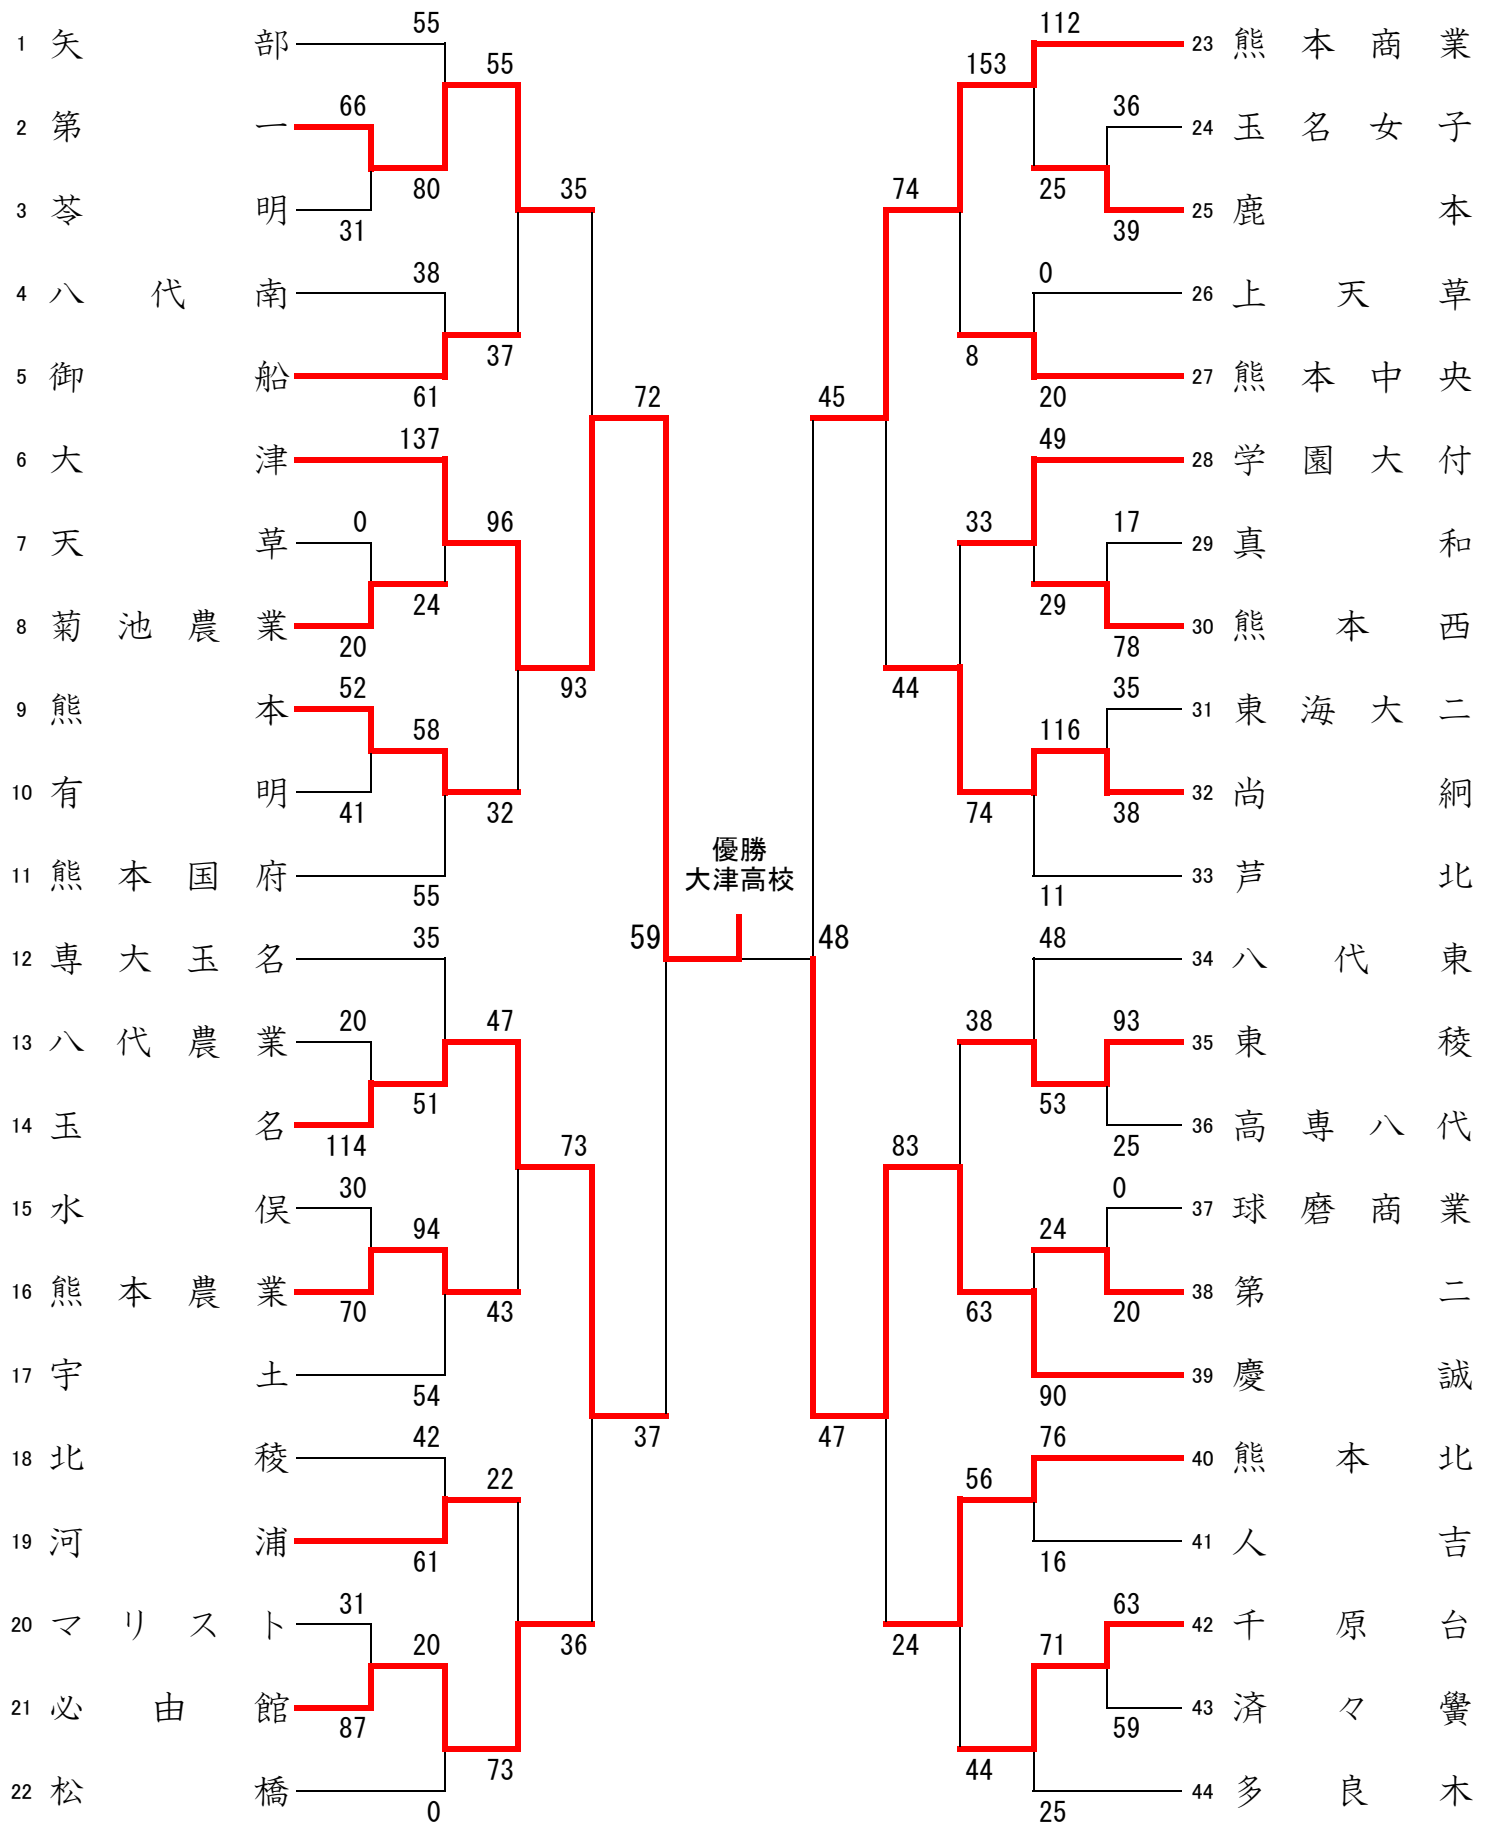 1 矢部 55
55
2 第一 66
80
3 苓明 31
35
4 八代南 38
37
5 御船 61
72
6 大津 137
96
7 天草 0
24
8 菊池農業 20
93
9 熊本 52
58
10 有明 41
32
11 熊本国府 55
59
12 専大玉名 35
47
13 八代農業 20
51
14 玉名 114
73
15 水俣 30
94
16 熊本農業 70
43
17 宇土 54
37
18 北稜 42
22
19 河浦 61
36
20 マリスト 31
20
21 必由館 87
73
22 松橋 0
優勝
大津高校
112 23 熊本商業
153
36 24 玉名女子
25
39 25 鹿本
74
0 26 上天草
8
20 27 熊本中央
45
49 28 学園大付
33
17 29 真和
29
78 30 熊本西
44
35 31 東海大二
116
38 32 尚絅
74
11 33 芦北
48
48 34 八代東
38
93 35 東稜
53
25 36 高専八代
83
0 37 球磨商業
24
20 38 第二
63
90 39 慶誠
47
76 40 熊本北
56
16 41 人吉
24
63 42 千原台
71
59 43 済々黌
44
25 44 多良木